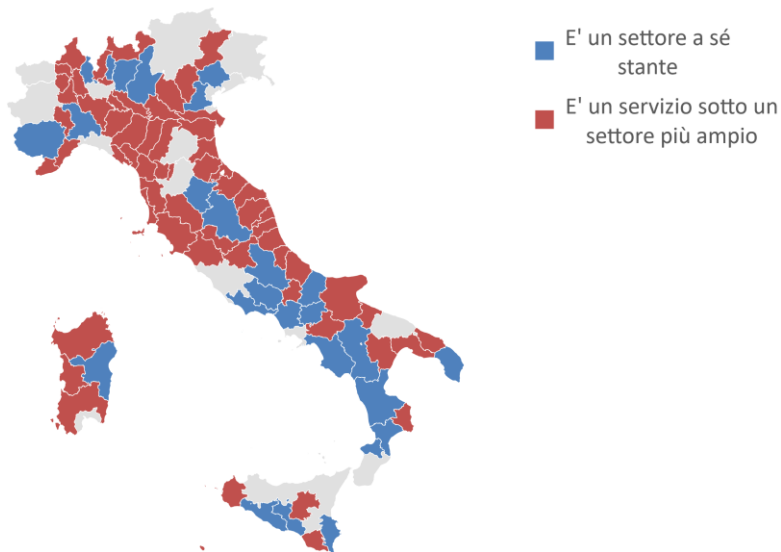 E' un settore a sé
stante
E' un servizio sotto un
settore più ampio